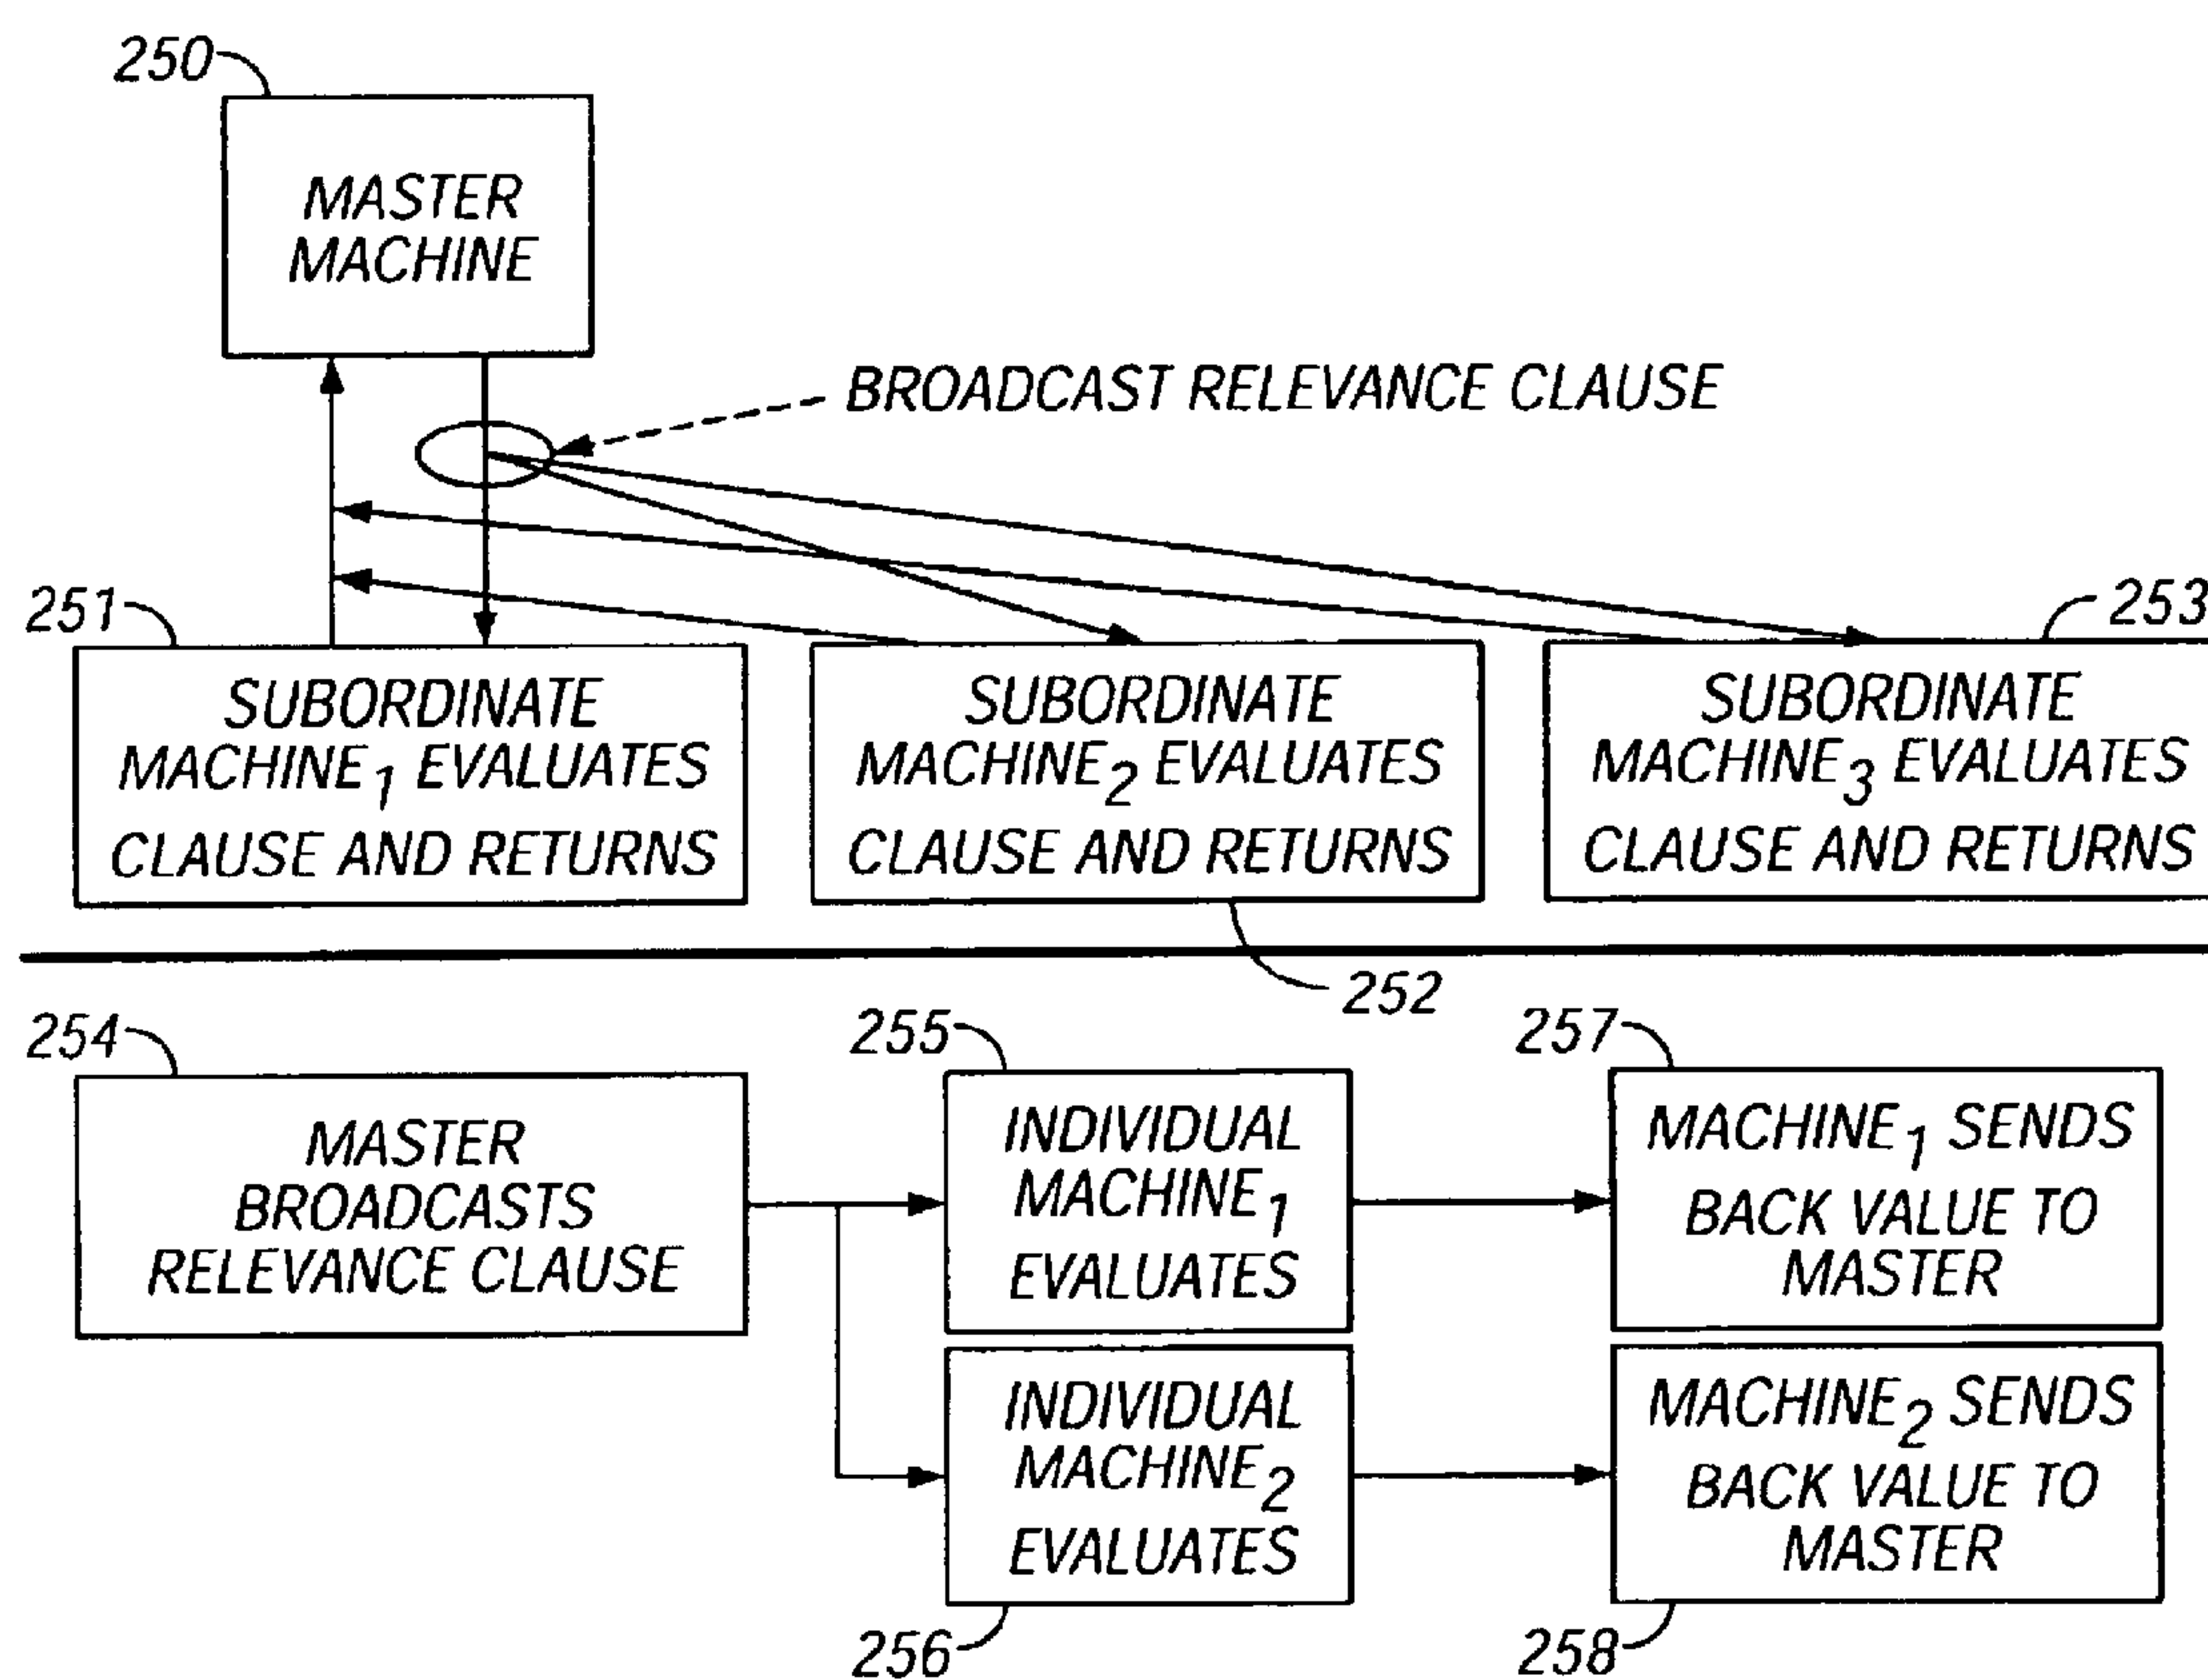 250
MASTER
MACHINE
BROADCAST RELEVANCE CLAUSE
251
253
SUBORDINATE
MACHINE1 EVALUATES
CLAUSE AND RETURNS
SUBORDINATE
MACHINE2 EVALUATES
CLAUSE AND RETURNS
SUBORDINATE
MACHINE3 EVALUATES
CLAUSE AND RETURNS
252
254
MASTER
BROADCASTS
RELEVANCE CLAUSE
255
INDIVIDUAL
MACHINE1
EVALUATES
257
MACHINE1 SENDS
BACK VALUE TO
MASTER
INDIVIDUAL
MACHINE2
EVALUATES
256
MACHINE2 SENDS
BACK VALUE TO
MASTER
258